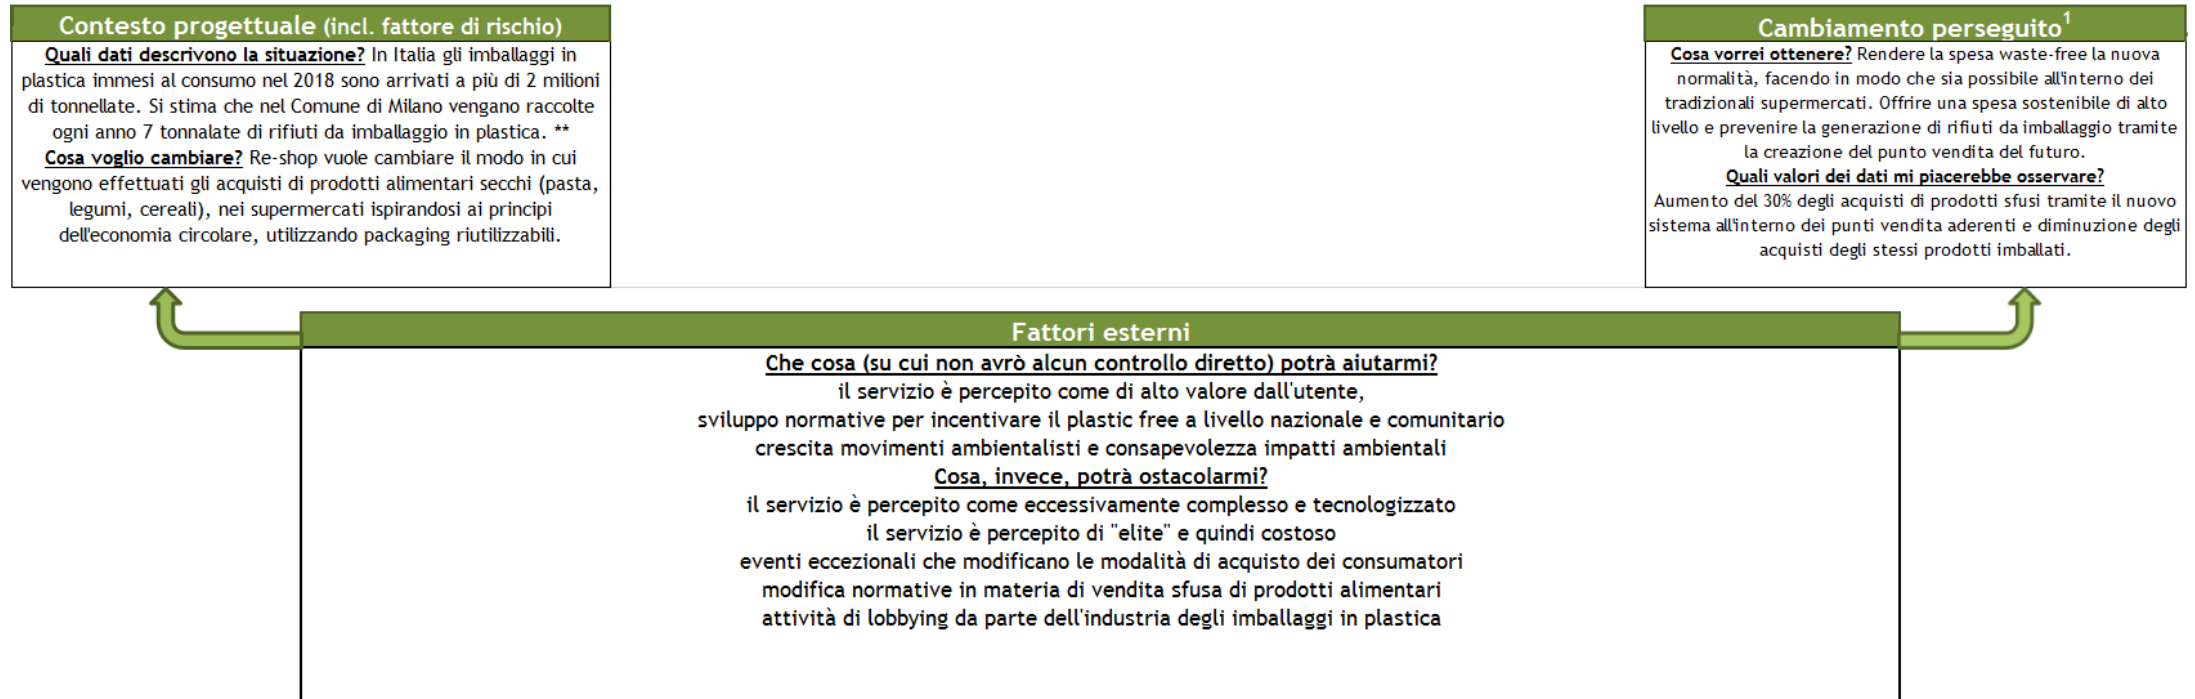 Contesto progettuale (incl. fattore di rischio)
Quali dati descrivono la situazione? In Italia gli imballaggi in
plastica immesi al consumo nel 2018 sono arrivati a più di 2 milioni
di tonnellate. Si stima che nel Comune di Milano vengano raccolte
ogni anno 7 tonnalate di rifiuti da imballaggio in plastica. **
Cosa voglio cambiare? Re-shop vuole cambiare il modo in cui
vengono effettuati gli acquisti di prodotti alimentari secchi (pasta,
legumi, cereali), nei supermercati ispirandosi ai principi
dell'economia circolare, utilizzando packaging riutilizzabili.
Cambiamento perseguito¹
Cosa vorrei ottenere? Rendere la spesa waste-free la nuova
normalità, facendo in modo che sia possibile all'interno dei
tradizionali supermercati. Offrire una spesa sostenibile di alto
livello e prevenire la generazione di rifiuti da imballaggio tramite
la creazione del punto vendita del futuro.
Quali valori dei dati mi piacerebbe osservare?
Aumento del 30% degli acquisti di prodotti sfusi tramite il nuovo
sistema all'interno dei punti vendita aderenti e diminuzione degli
acquisti degli stessi prodotti imballati.
Fattori esterni
Che cosa (su cui non avrò alcun controllo diretto) potrà aiutarmi?
il servizio è percepito come di alto valore dall'utente,
sviluppo normative per incentivare il plastic free a livello nazionale e comunitario
crescita movimenti ambientalisti e consapevolezza impatti ambientali
Cosa, invece, potrà ostacolarmi?
il servizio è percepito come eccessivamente complesso e tecnologizzato
il servizio è percepito di "elite" e quindi costoso
eventi eccezionali che modificano le modalità di acquisto dei consumatori
modifica normative in materia di vendita sfusa di prodotti alimentari
attività di lobbying da parte dell'industria degli imballaggi in plastica